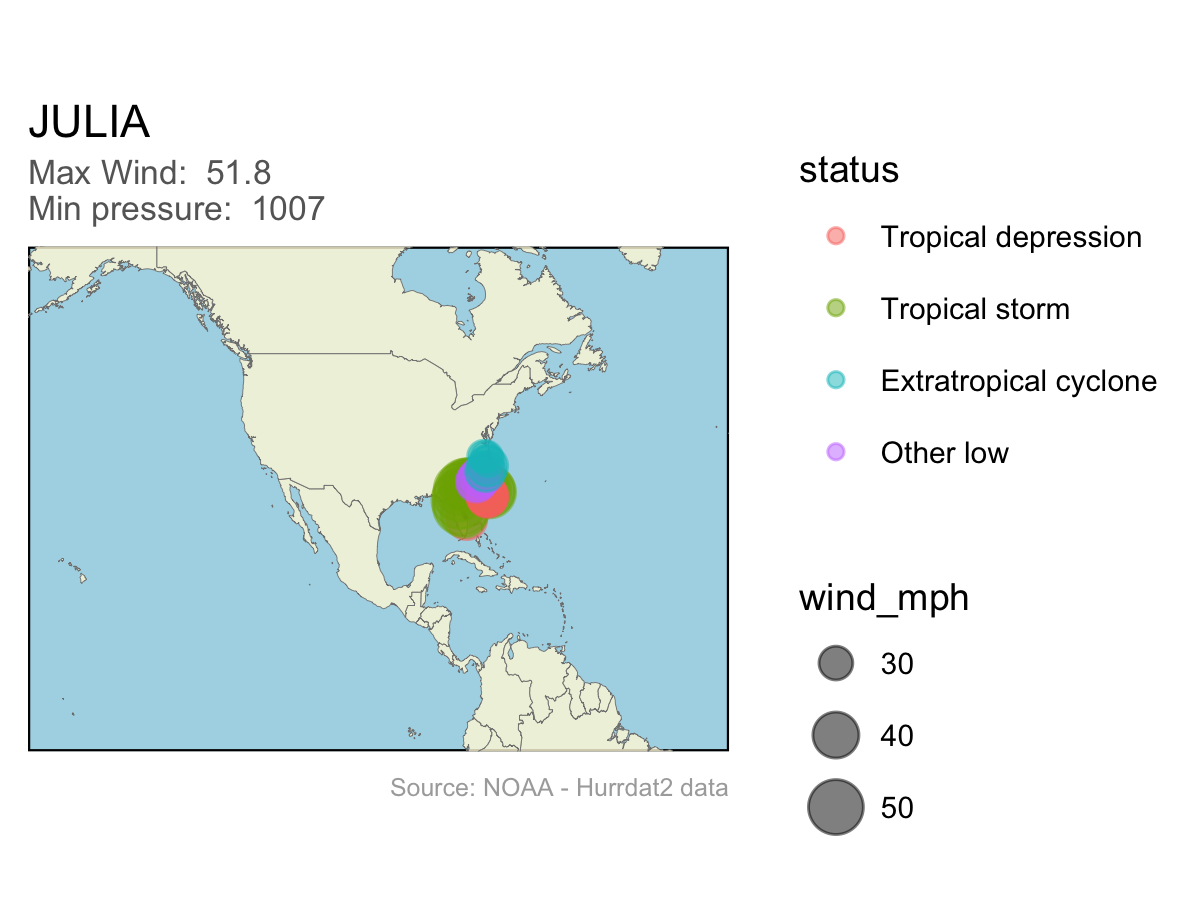 JULIA
Max Wind:  51.8
Min pressure:  1007
Source: NOAA - Hurrdat2 data
status
Tropical depression
Tropical storm
Extratropical cyclone
Other low
wind_mph
30
40
50